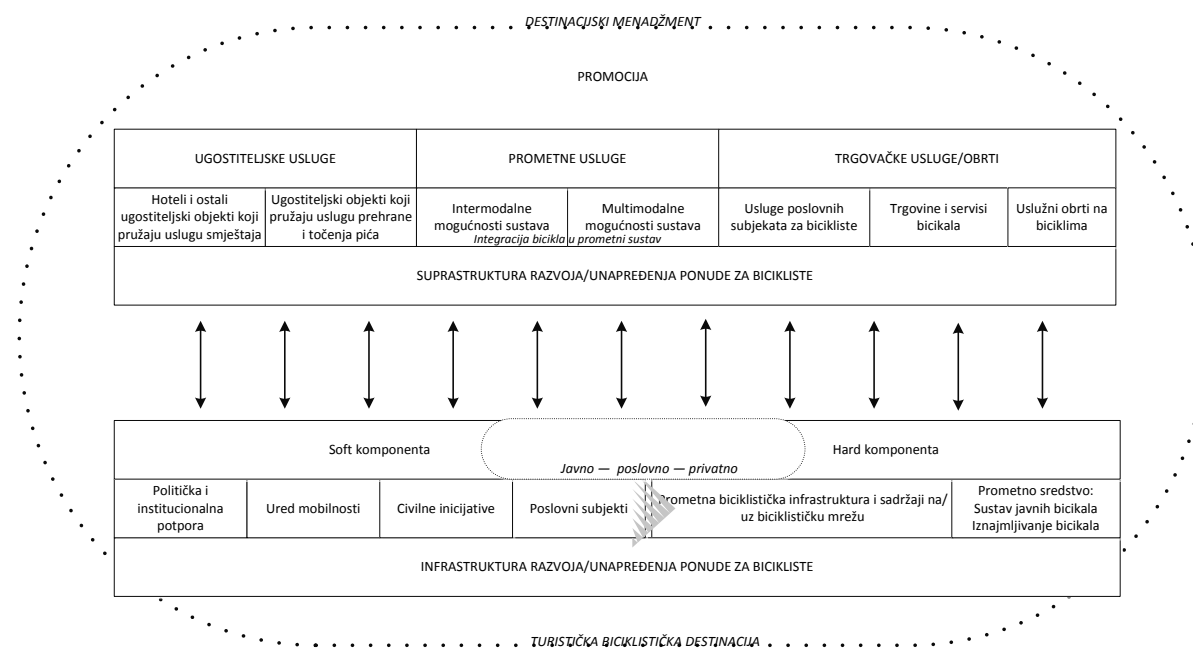 DESTINACIJSKI MENADŽMENT
PROMOCIJA
UGOSTITELJSKE USLUGE
PROMETNE USLUGE
TRGOVAČKE USLUGE/OBRTI
Hoteli i ostali
ugostiteljski objekti koji
pružaju uslugu smještaja
Ugostiteljski objekti koji
pružaju uslugu prehrane
i točenja pića
Intermodalne
mogućnosti sustava
Multimodalne
mogućnosti sustava
Integracija bicikla u prometni sustav
Usluge poslovnih
subjekata za bicikliste
Trgovine i servisi
bicikala
Uslužni obrti na
biciklima
SUPRASTRUKTURA RAZVOJA/UNAPREĐENJA PONUDE ZA BICIKLISTE
Soft komponenta
Hard komponenta
Javno — poslovno — privatno
Politička i
institucionalna
potpora
Ured mobilnosti
Civilne inicijative
Poslovni subjekti
Prometna biciklistička infrastruktura i sadržaji na/
uz biciklističku mrežu
Prometno sredstvo:
Sustav javnih bicikala
Iznajmljivanje bicikala
INFRASTRUKTURA RAZVOJA/UNAPREĐENJA PONUDE ZA BICIKLISTE
TURISTIČKA BICIKLISTIČKA DESTINACIJA